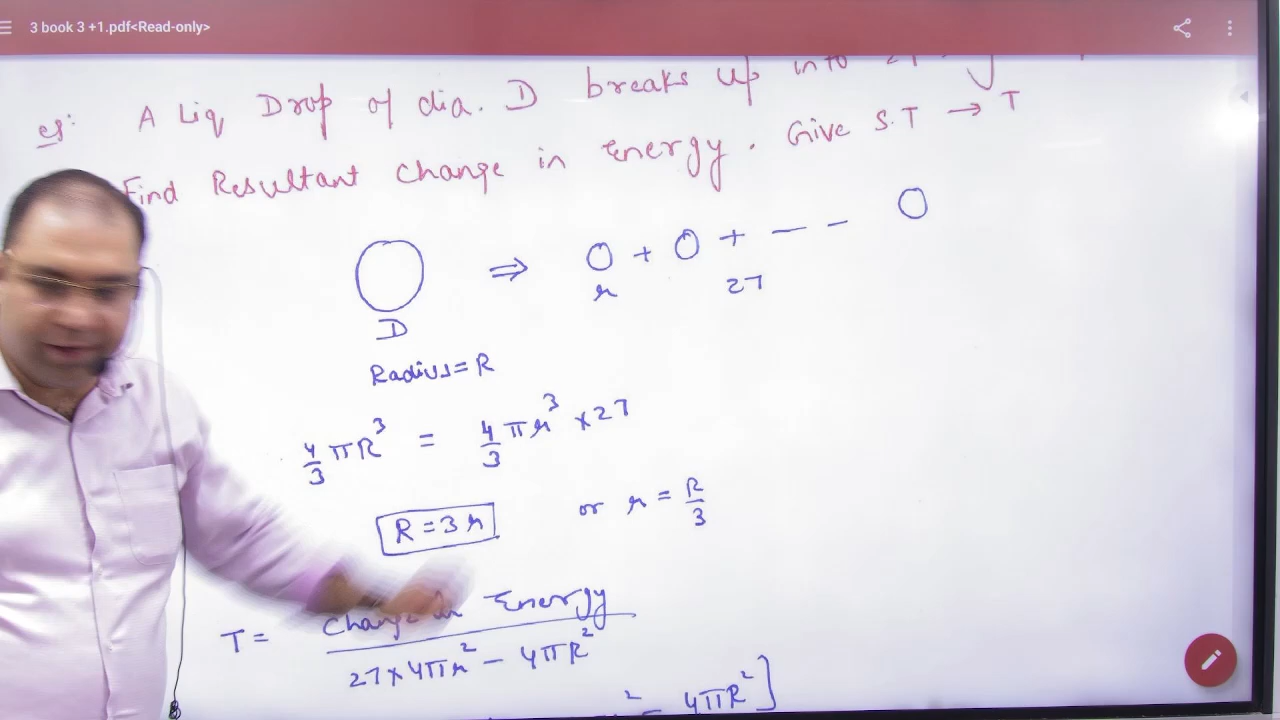 3 book 3 +1.pdf<Read-only>
eg: A Liq Drop of dia. D breaks up into 27
Find Resultant change in Energy. Give S.T → T
O ⇒ O + O + — — O
D r 27
Radius = R
4/3 πR³ = 4/3 πr³ × 27
R = 3r or r = R/3
T = Change in Energy
27×4πr² − 4πR²
² − 4πR²]